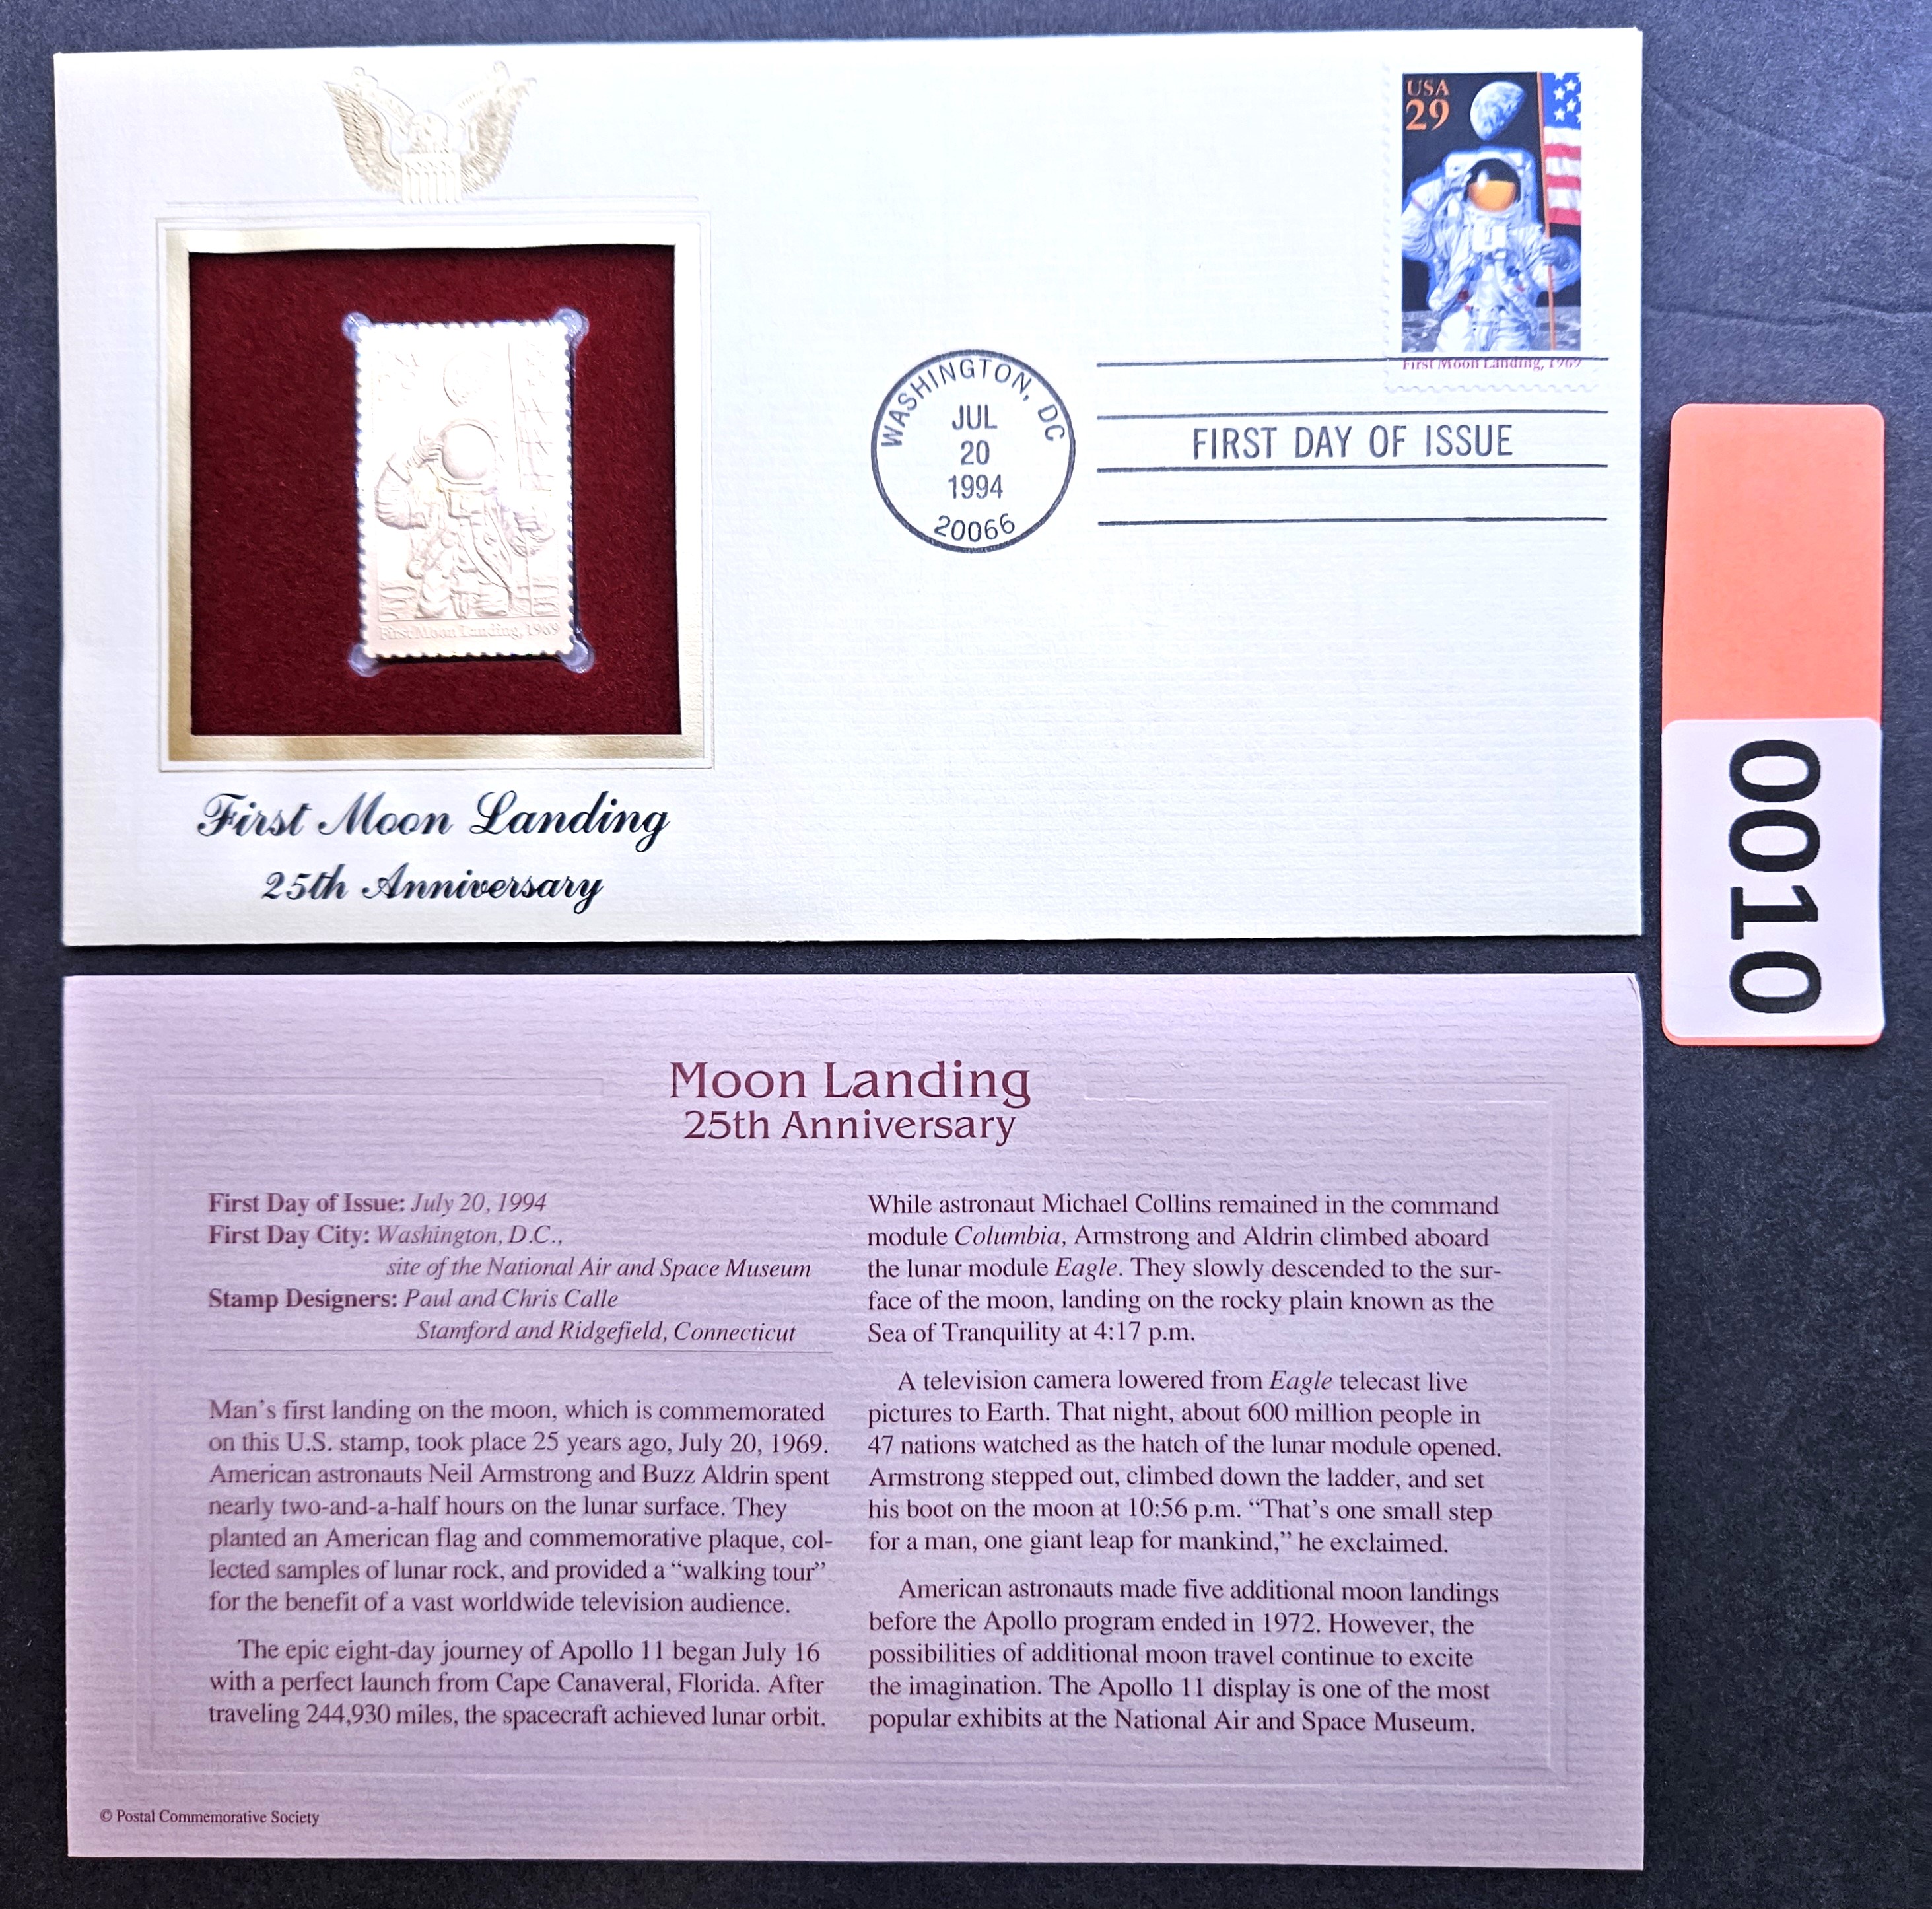 USA
29
First Moon Landing, 1969
WASHINGTON, DC
JUL
20
1994
20066
FIRST DAY OF ISSUE
First Moon Landing, 1969
First Moon Landing
25th Anniversary
0010
Moon Landing
25th Anniversary
First Day of Issue: July 20, 1994
First Day City: Washington, D.C.,
site of the National Air and Space Museum
Stamp Designers: Paul and Chris Calle
Stamford and Ridgefield, Connecticut
Man's first landing on the moon, which is commemorated
on this U.S. stamp, took place 25 years ago, July 20, 1969.
American astronauts Neil Armstrong and Buzz Aldrin spent
nearly two-and-a-half hours on the lunar surface. They
planted an American flag and commemorative plaque, col-
lected samples of lunar rock, and provided a “walking tour”
for the benefit of a vast worldwide television audience.
The epic eight-day journey of Apollo 11 began July 16
with a perfect launch from Cape Canaveral, Florida. After
traveling 244,930 miles, the spacecraft achieved lunar orbit.
While astronaut Michael Collins remained in the command
module Columbia, Armstrong and Aldrin climbed aboard
the lunar module Eagle. They slowly descended to the sur-
face of the moon, landing on the rocky plain known as the
Sea of Tranquility at 4:17 p.m.
A television camera lowered from Eagle telecast live
pictures to Earth. That night, about 600 million people in
47 nations watched as the hatch of the lunar module opened.
Armstrong stepped out, climbed down the ladder, and set
his boot on the moon at 10:56 p.m. “That's one small step
for a man, one giant leap for mankind,” he exclaimed.
American astronauts made five additional moon landings
before the Apollo program ended in 1972. However, the
possibilities of additional moon travel continue to excite
the imagination. The Apollo 11 display is one of the most
popular exhibits at the National Air and Space Museum.
© Postal Commemorative Society